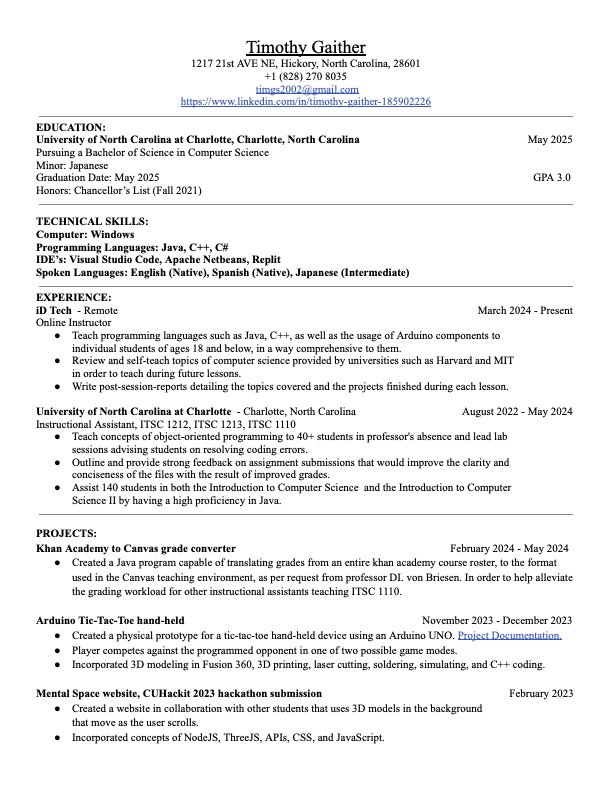 Timothy Gaither
1217 21st AVE NE, Hickory, North Carolina, 28601
+1 (828) 270 8035
timgs2002@gmail.com
https://www.linkedin.com/in/timothy-gaither-185902226
EDUCATION:
University of North Carolina at Charlotte, Charlotte, North Carolina May 2025
Pursuing a Bachelor of Science in Computer Science
Minor: Japanese
Graduation Date: May 2025 GPA 3.0
Honors: Chancellor’s List (Fall 2021)
TECHNICAL SKILLS:
Computer: Windows
Programming Languages: Java, C++, C#
IDE’s: Visual Studio Code, Apache Netbeans, Replit
Spoken Languages: English (Native), Spanish (Native), Japanese (Intermediate)
EXPERIENCE:
iD Tech - Remote March 2024 - Present
Online Instructor
● Teach programming languages such as Java, C++, as well as the usage of Arduino components to
individual students of ages 18 and below, in a way comprehensive to them.
● Review and self-teach topics of computer science provided by universities such as Harvard and MIT
in order to teach during future lessons.
● Write post-session-reports detailing the topics covered and the projects finished during each lesson.
University of North Carolina at Charlotte - Charlotte, North Carolina August 2022 - May 2024
Instructional Assistant, ITSC 1212, ITSC 1213, ITSC 1110
● Teach concepts of object-oriented programming to 40+ students in professor's absence and lead lab
sessions advising students on resolving coding errors.
● Outline and provide strong feedback on assignment submissions that would improve the clarity and
conciseness of the files with the result of improved grades.
● Assist 140 students in both the Introduction to Computer Science and the Introduction to Computer
Science II by having a high proficiency in Java.
PROJECTS:
Khan Academy to Canvas grade converter February 2024 - May 2024
● Created a Java program capable of translating grades from an entire khan academy course roster, to the format
used in the Canvas teaching environment, as per request from professor DI. von Briesen. In order to help alleviate
the grading workload for other instructional assistants teaching ITSC 1110.
Arduino Tic-Tac-Toe hand-held November 2023 - December 2023
● Created a physical prototype for a tic-tac-toe hand-held device using an Arduino UNO. Project Documentation.
● Player competes against the programmed opponent in one of two possible game modes.
● Incorporated 3D modeling in Fusion 360, 3D printing, laser cutting, soldering, simulating, and C++ coding.
Mental Space website, CUHackit 2023 hackathon submission February 2023
● Created a website in collaboration with other students that uses 3D models in the background
that move as the user scrolls.
● Incorporated concepts of NodeJS, ThreeJS, APIs, CSS, and JavaScript.